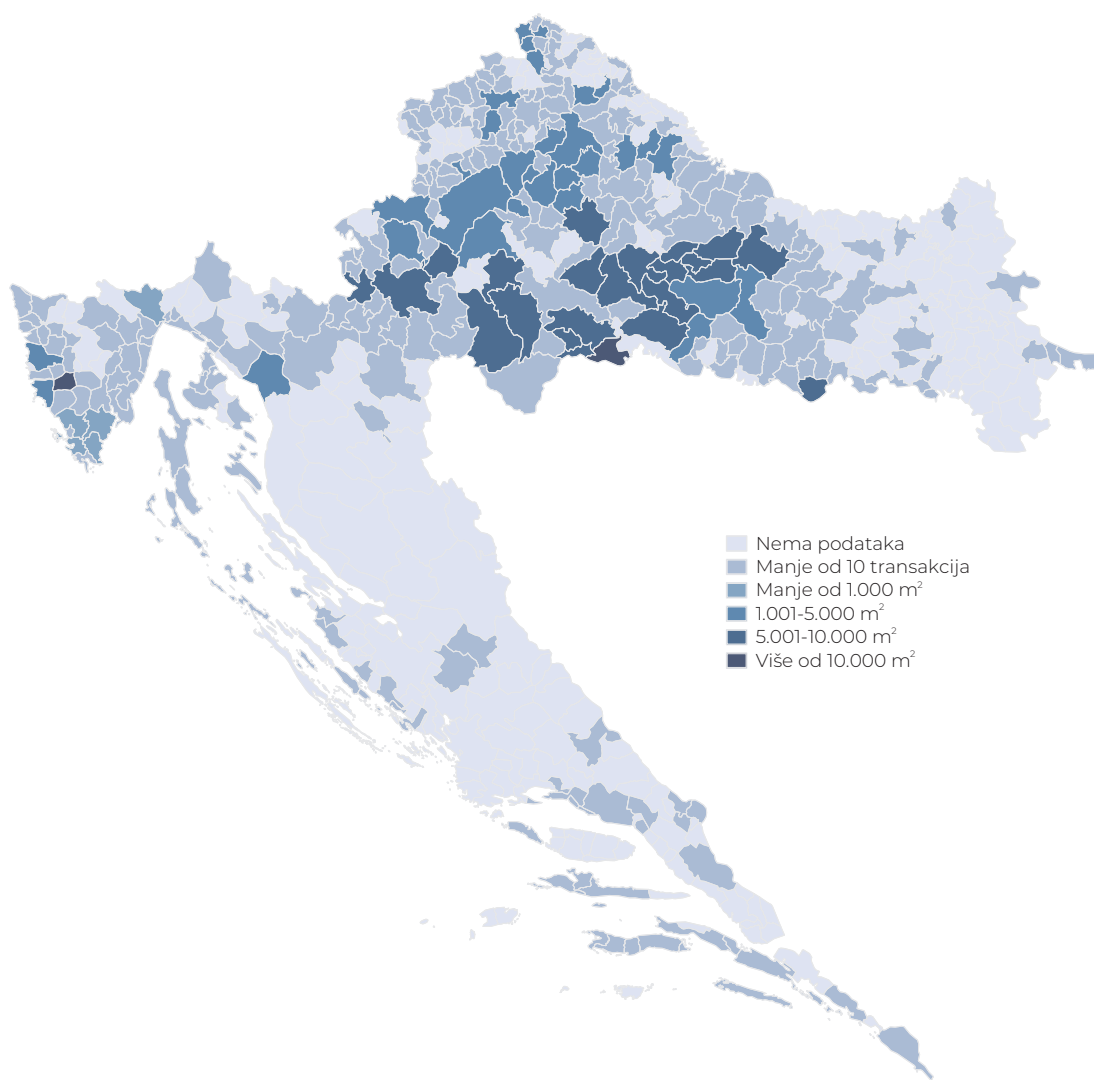 Nema podataka
Manje od 10 transakcija
Manje od 1.000 m²
1.001-5.000 m²
5.001-10.000 m²
Više od 10.000 m²